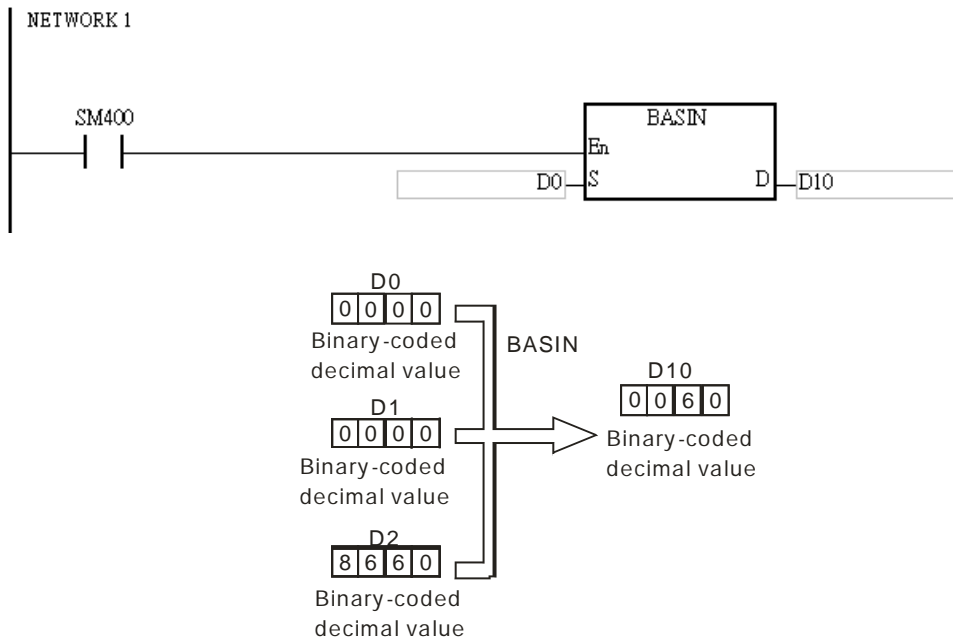 NETWORK 1
SM400
BASIN
En
D0 S D D10
D0
0 0 0 0
Binary-coded
decimal value
BASIN
D1
0 0 0 0
Binary-coded
decimal value
D10
0 0 6 0
Binary-coded
decimal value
D2
8 6 6 0
Binary-coded
decimal value